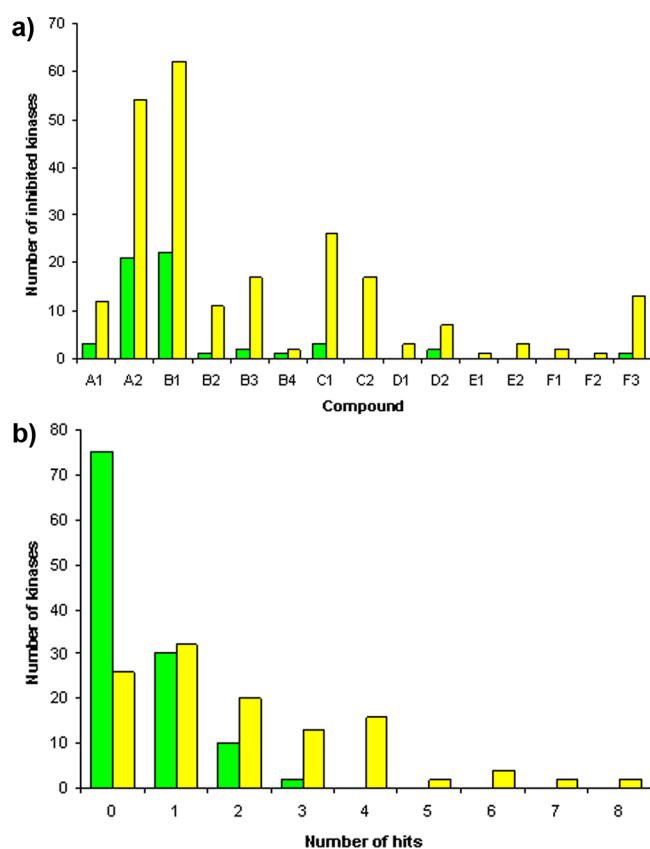 a)
70
60
50
40
30
20
10
0
Number of inhibited kinases
A1 A2 B1 B2 B3 B4 C1 C2 D1 D2 E1 E2 F1 F2 F3
Compound
b)
80
70
60
50
40
30
20
10
0
Number of kinases
0 1 2 3 4 5 6 7 8
Number of hits